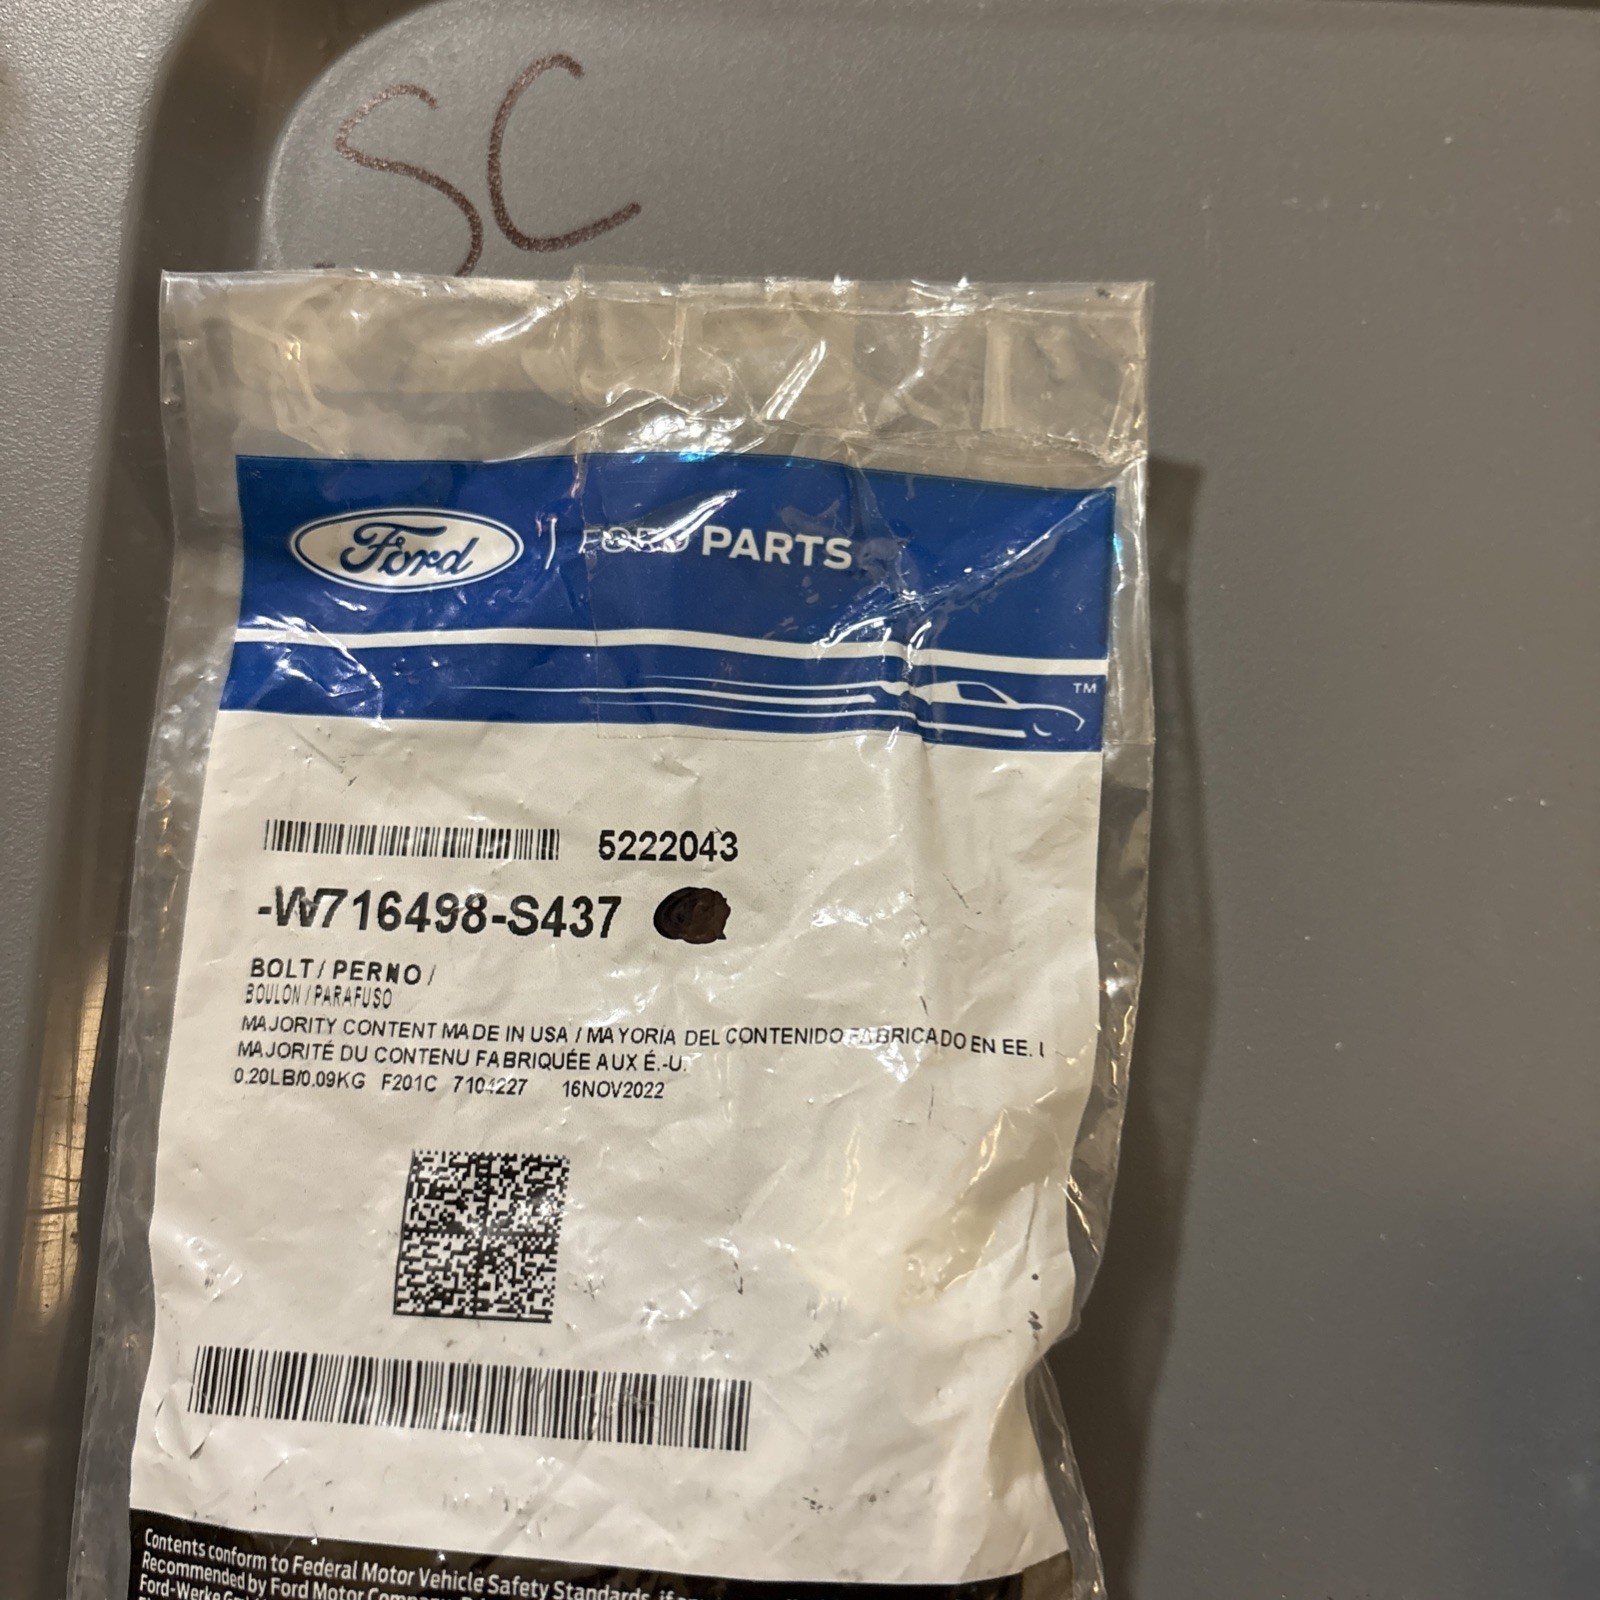 SC
Ford | FORD PARTS
TM
5222043
-W716498-S437
BOLT / PERNO /
BOULON / PARAFUSO
MAJORITY CONTENT MADE IN USA / MAYORÍA DEL CONTENIDO FABRICADO EN EE.
MAJORITÉ DU CONTENU FABRIQUÉE AUX É.-U.
0.20LB/0.09KG F201C 7104227 16NOV2022
Contents conform to Federal Motor Vehicle Safety Standards, if
Recommended by Ford Motor Company
Ford-Werke